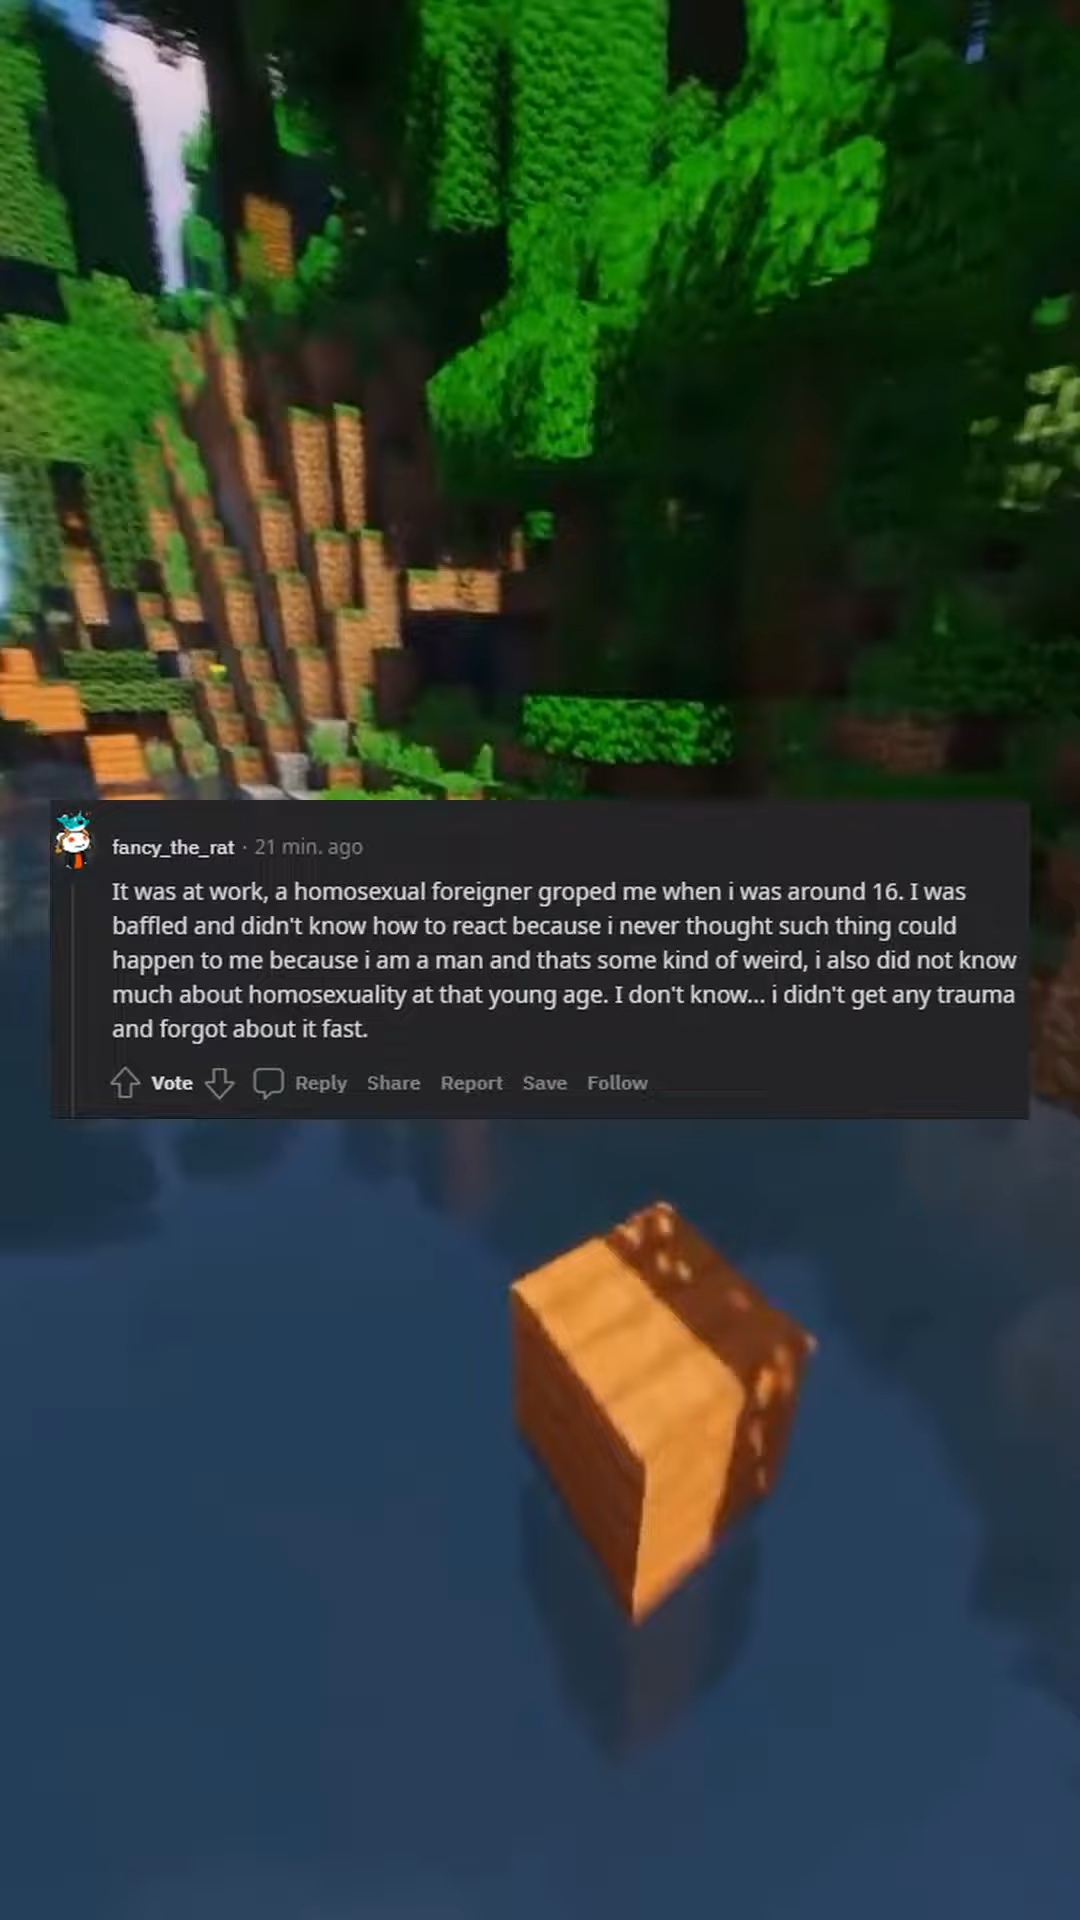 fancy_the_rat · 21 min. ago
It was at work, a homosexual foreigner groped me when i was around 16. I was
baffled and didn't know how to react because i never thought such thing could
happen to me because i am a man and thats some kind of weird, i also did not know
much about homosexuality at that young age. I don't know... i didn't get any trauma
and forgot about it fast.
Vote Reply Share Report Save Follow